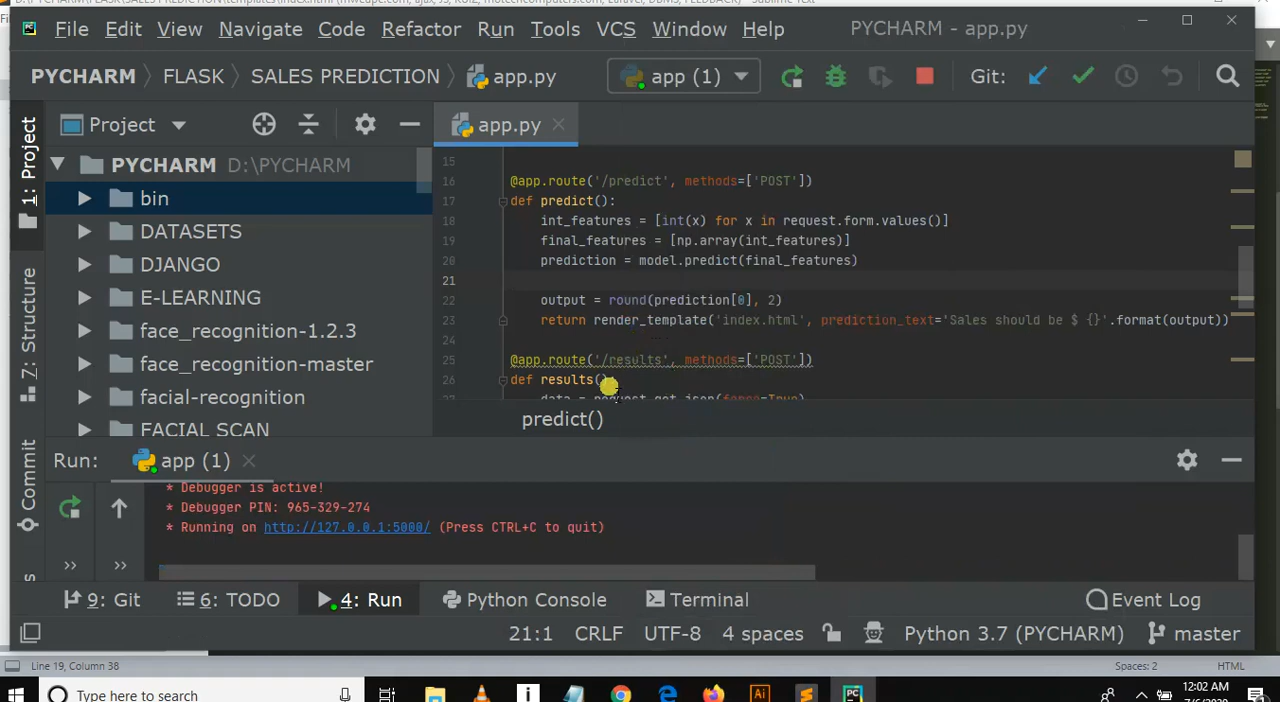 File Edit View Navigate Code Refactor Run Tools VCS Window Help PYCHARM - app.py
PYCHARM FLASK SALES PREDICTION app.py app (1) Git:
1: Project
7: Structure
Commit
Project
app.py
PYCHARM D:\PYCHARM
bin
DATASETS
DJANGO
E-LEARNING
face_recognition-1.2.3
face_recognition-master
facial-recognition
FACIAL SCAN
15
16 @app.route('/predict', methods=['POST'])
17 def predict():
18 int_features = [int(x) for x in request.form.values()]
19 final_features = [np.array(int_features)]
20 prediction = model.predict(final_features)
21
22 output = round(prediction[0], 2)
23 return render_template('index.html', prediction_text='Sales should be $ {}'.format(output))
24
25 @app.route('/results', methods=['POST'])
26 def results():
data = request.get_json(force=True)
predict()
Run: app (1)
* Debugger is active!
* Debugger PIN: 965-329-274
* Running on http://127.0.0.1:5000/ (Press CTRL+C to quit)
9: Git 6: TODO 4: Run Python Console Terminal Event Log
21:1 CRLF UTF-8 4 spaces Python 3.7 (PYCHARM) master
Line 19, Column 38 Spaces: 2 HTML
Type here to search 12:02 AM